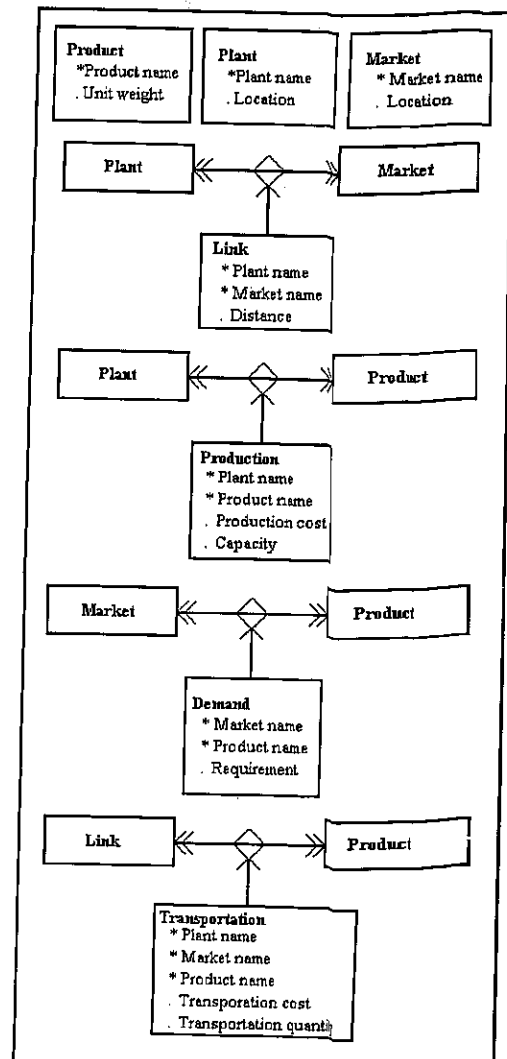 Product
*Product name
. Unit weight
Plant
*Plant name
. Location
Market
* Market name
. Location
Plant
Market
Link
* Plant name
* Market name
. Distance
Plant
Product
Production
* Plant name
* Product name
. Production cost
. Capacity
Market
Product
Demand
* Market name
* Product name
. Requirement
Link
Product
Transportation
* Plant name
* Market name
* Product name
. Transporation cost
. Transportation quanti